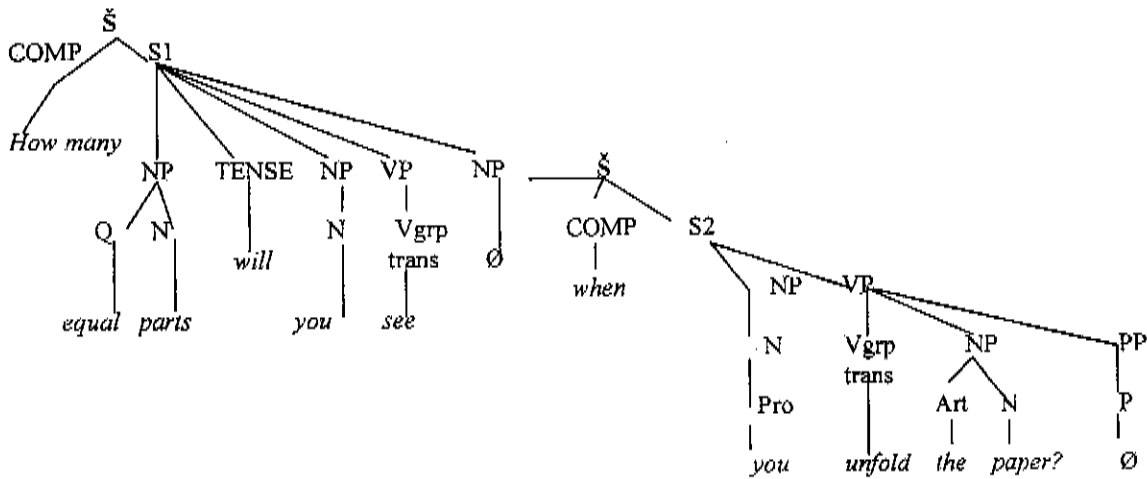 Š
COMP S1
How many
NP TENSE NP VP NP Š
Q N will N Vgrp trans Ø COMP S2
when
equal parts you see NP VP
N Vgrp trans NP PP
Pro Art N P
you unfold the paper? Ø